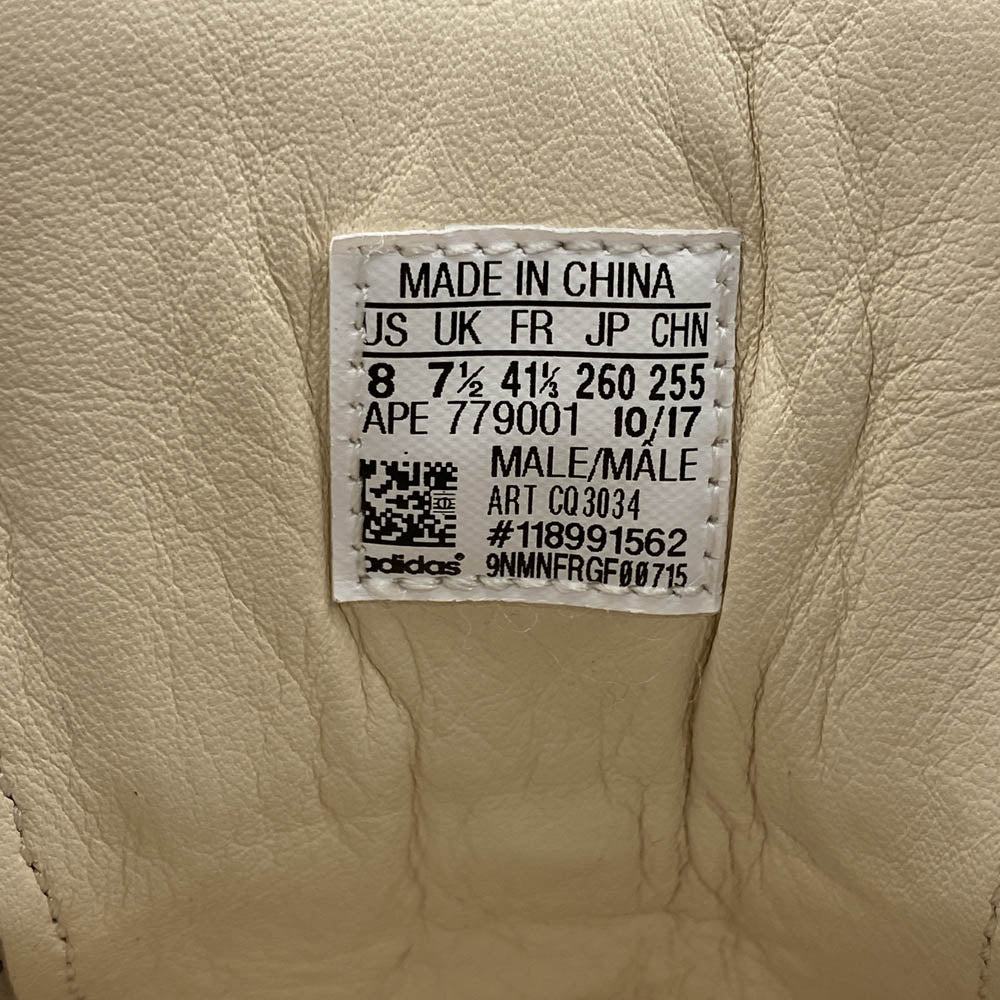 MADE IN CHINA
US UK FR JP CHN
8 7½ 41⅓ 260 255
APE 779001 10/17
MALE/MÂLE
ART CQ3034
#118991562
adidas® 9NMNFRGF00715